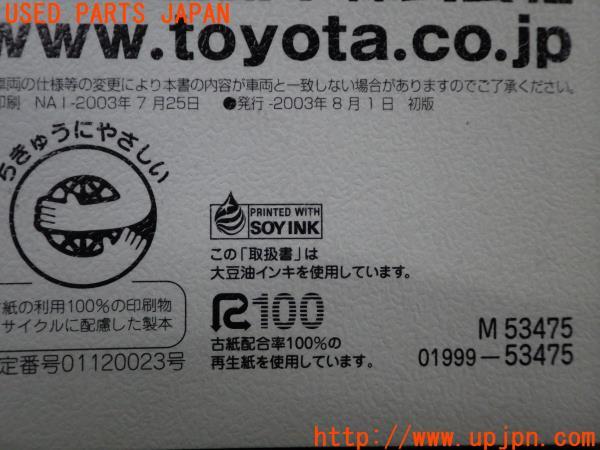 USED PARTS JAPAN
www.toyota.co.jp
車両の仕様等の変更により本書の内容が車両と一致しない場合がありますのでご了承ください。
印刷 NAI-2003年7月25日 ●発行-2003年8月1日 初版
ちきゅうにやさしい
PRINTED WITH
SOY INK
この「取扱書」は
大豆油インキを使用しています。
古紙の利用100%の印刷物
サイクルに配慮した製本
定番号01120023号
R100
古紙配合率100%の
再生紙を使用しています。
M 53475
01999-53475
http://www.upjpn.com/